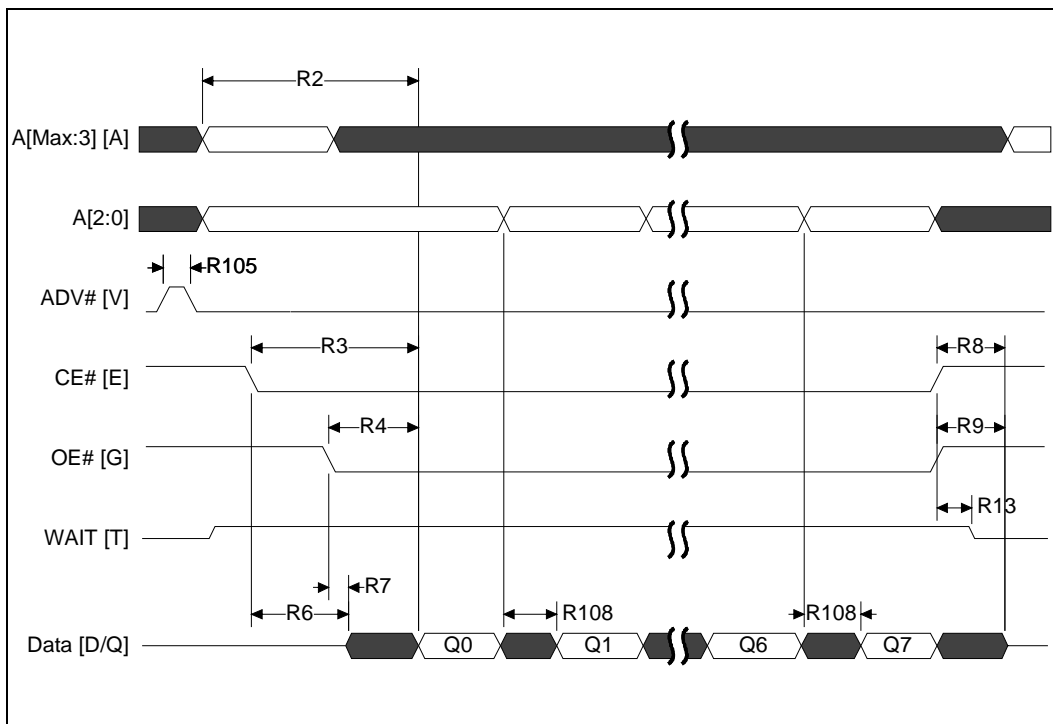 R2
A[Max:3] [A]
A[2:0]
R105
ADV# [V]
R3
R8
CE# [E]
R4
R9
OE# [G]
R13
WAIT [T]
R7
R6
R108
R108
Data [D/Q]
Q0
Q1
Q6
Q7